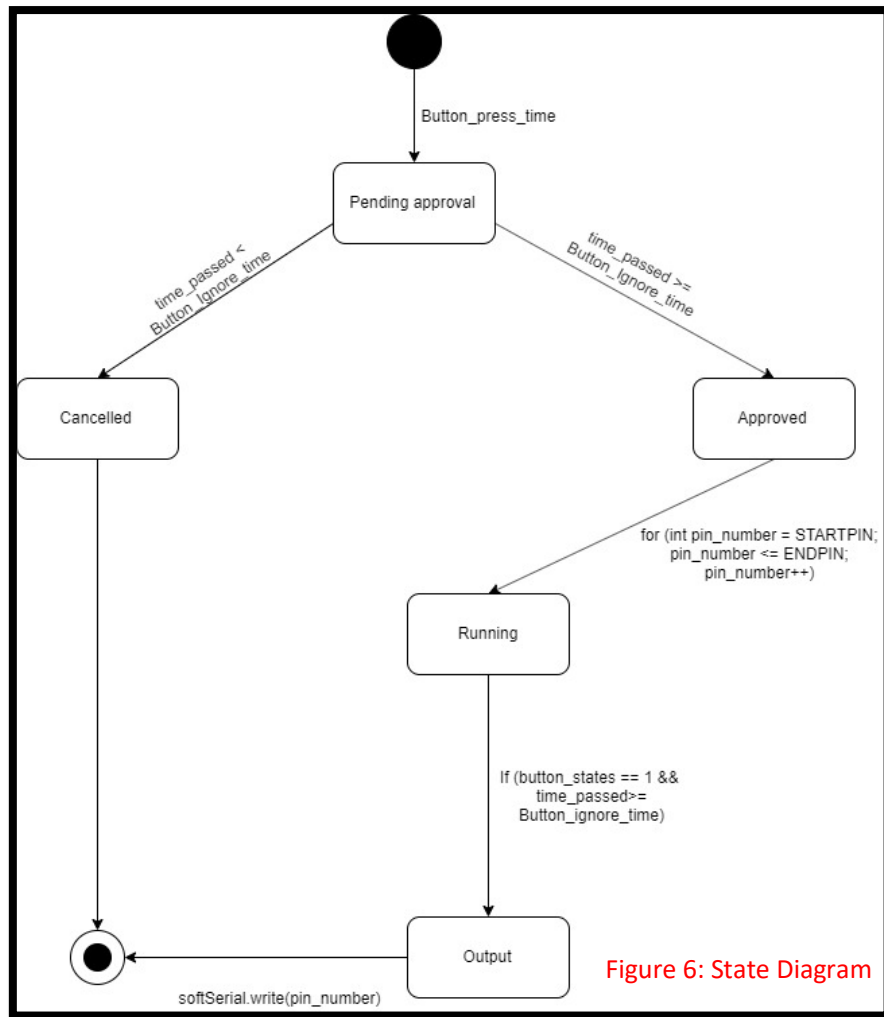 Button_press_time
Pending approval
time_passed <
Button_Ignore_time
time_passed >=
Button_Ignore_time
Cancelled
Approved
for (int pin_number = STARTPIN;
pin_number <= ENDPIN;
pin_number++)
Running
If (button_states == 1 &&
time_passed>=
Button_ignore_time)
Output
softSerial.write(pin_number)
Figure 6: State Diagram